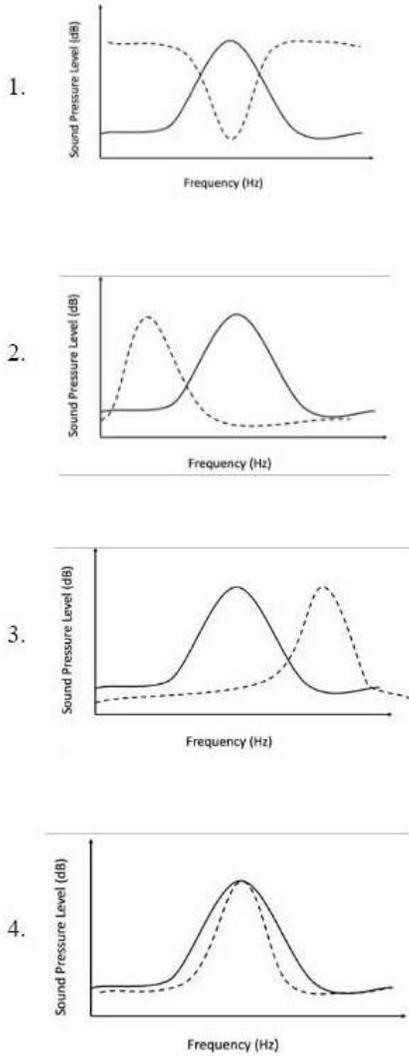 Sound Pressure Level (dB)
1.
Frequency (Hz)
Sound Pressure Level (dB)
2.
Frequency (Hz)
Sound Pressure Level (dB)
3.
Frequency (Hz)
Sound Pressure Level (dB)
4.
Frequency (Hz)